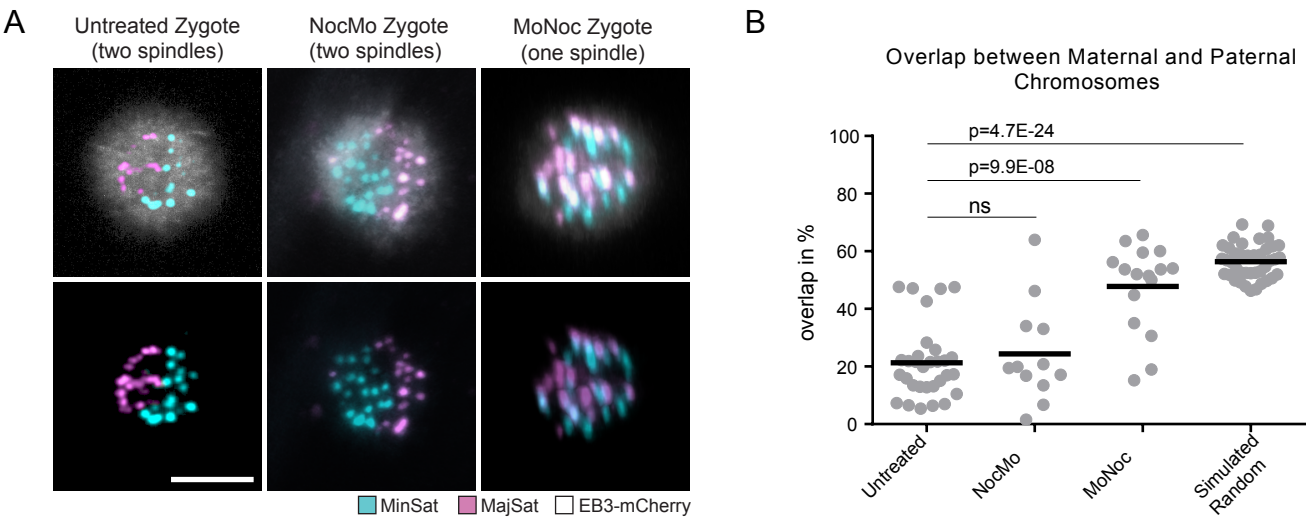 A
Untreated Zygote
(two spindles)
NocMo Zygote
(two spindles)
MoNoc Zygote
(one spindle)
MinSat
MajSat
EB3-mCherry
B
Overlap between Maternal and Paternal
Chromosomes
p=4.7E-24
p=9.9E-08
ns
overlap in %
100
80
60
40
20
0
Untreated
NocMo
MoNoc
Simulated
Random